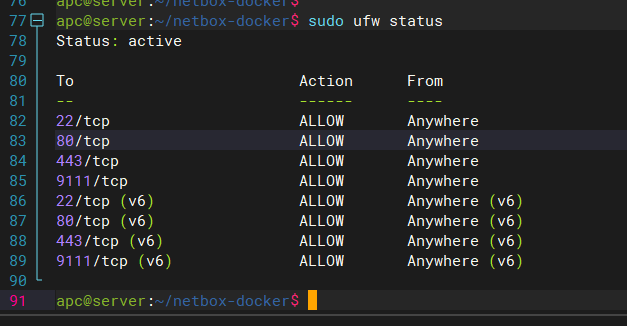 76 apc@server:~/netbox-docker$
77 apc@server:~/netbox-docker$ sudo ufw status
78 Status: active
79
80 To                         Action      From
81 --                         ------      ----
82 22/tcp                     ALLOW       Anywhere
83 80/tcp                     ALLOW       Anywhere
84 443/tcp                    ALLOW       Anywhere
85 9111/tcp                   ALLOW       Anywhere
86 22/tcp (v6)                ALLOW       Anywhere (v6)
87 80/tcp (v6)                ALLOW       Anywhere (v6)
88 443/tcp (v6)               ALLOW       Anywhere (v6)
89 9111/tcp (v6)              ALLOW       Anywhere (v6)
90
91 apc@server:~/netbox-docker$